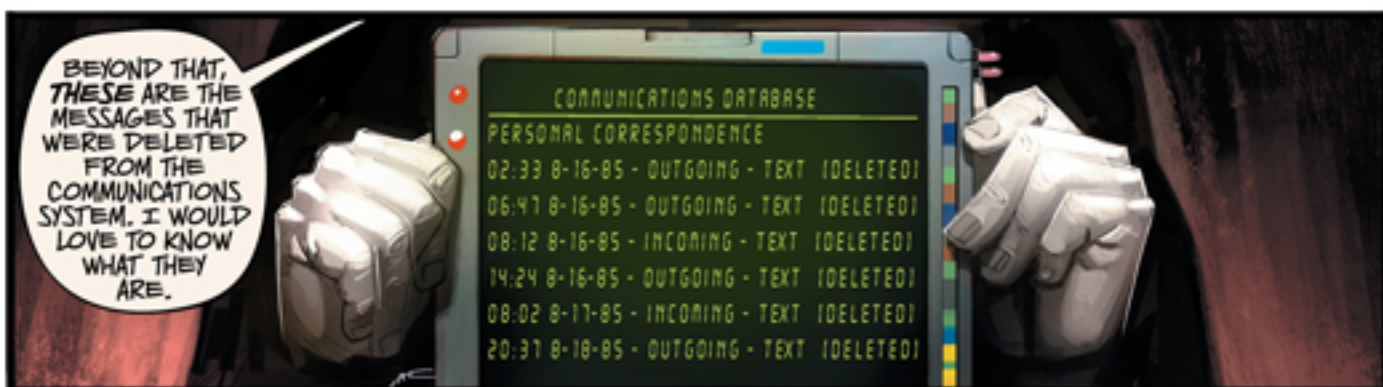 BEYOND THAT,
THESE ARE THE
MESSAGES THAT
WERE DELETED
FROM THE
COMMUNICATIONS
SYSTEM. I WOULD
LOVE TO KNOW
WHAT THEY
ARE.
COMMUNICATIONS DATABASE
PERSONAL CORRESPONDENCE
02:33 8-16-85 - OUTGOING - TEXT [DELETED]
06:47 8-16-85 - OUTGOING - TEXT [DELETED]
08:12 8-16-85 - INCOMING - TEXT [DELETED]
14:24 8-16-85 - OUTGOING - TEXT [DELETED]
08:02 8-17-85 - INCOMING - TEXT [DELETED]
20:37 8-18-85 - OUTGOING - TEXT [DELETED]